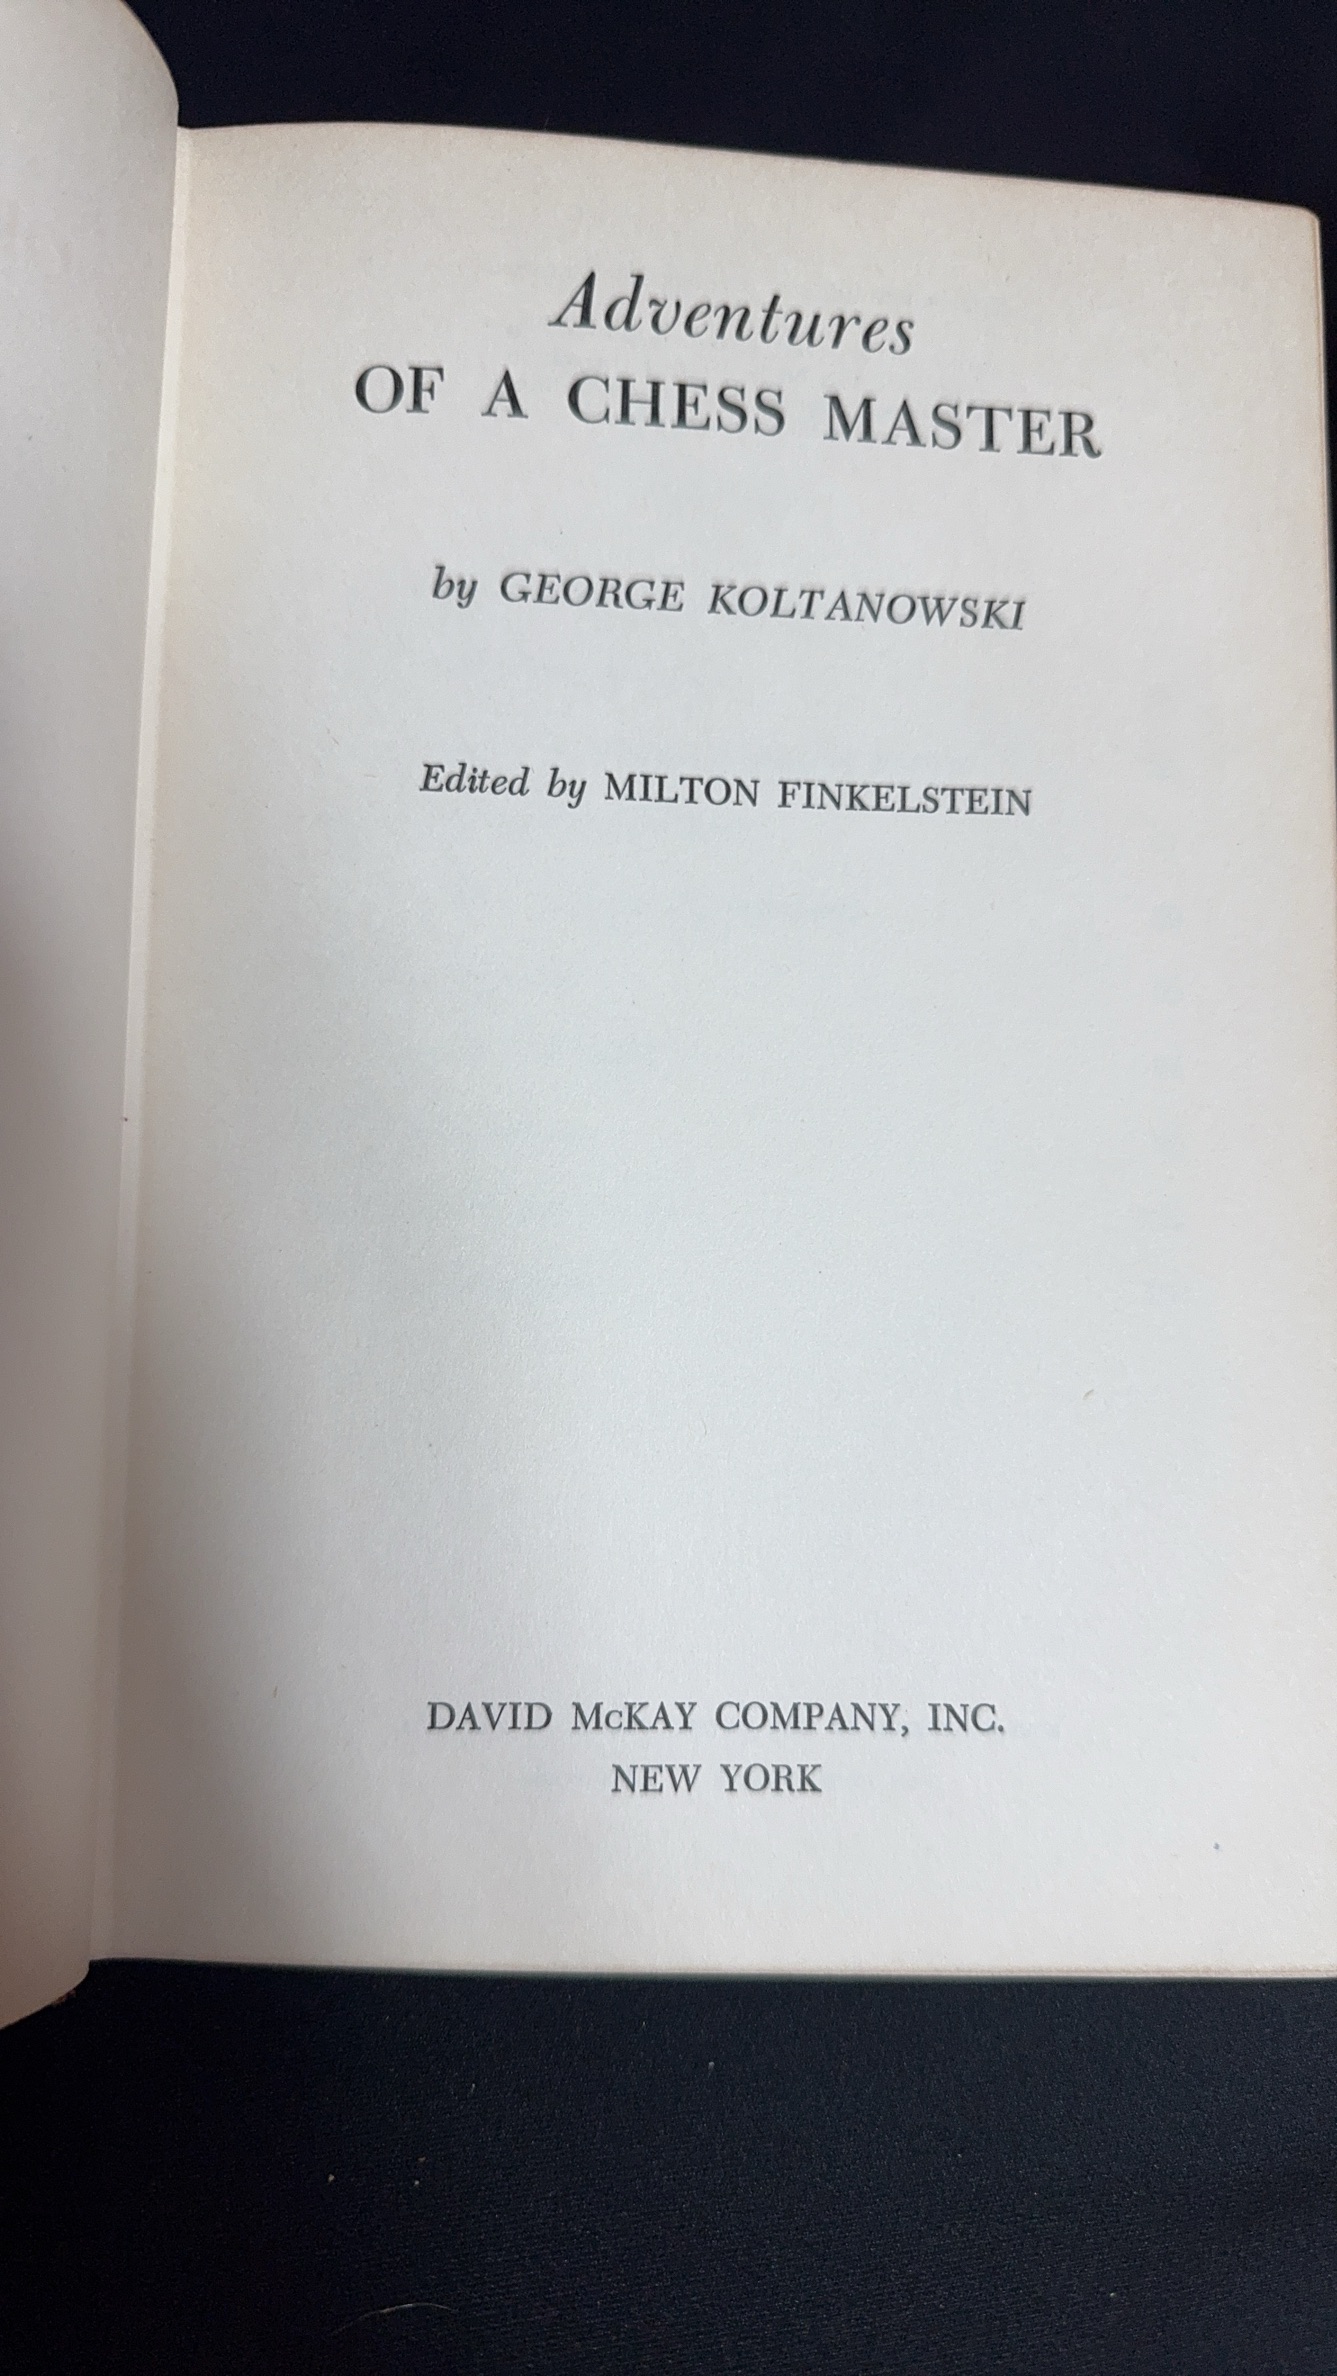 Adventures
OF A CHESS MASTER
by GEORGE KOLTANOWSKI
Edited by MILTON FINKELSTEIN
DAVID McKAY COMPANY, INC.
NEW YORK